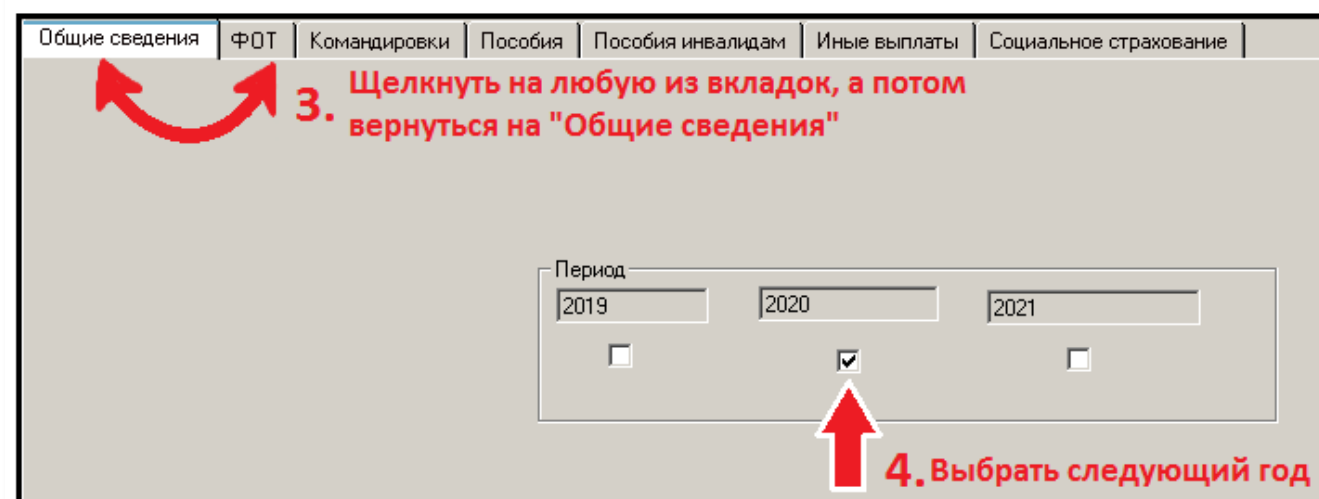 Общие сведения ФОТ Командировки Пособия Пособия инвалидам Иные выплаты Социальное страхование
3. Щелкнуть на любую из вкладок, а потом
вернуться на "Общие сведения"
Период
2019 2020 2021
4. Выбрать следующий год